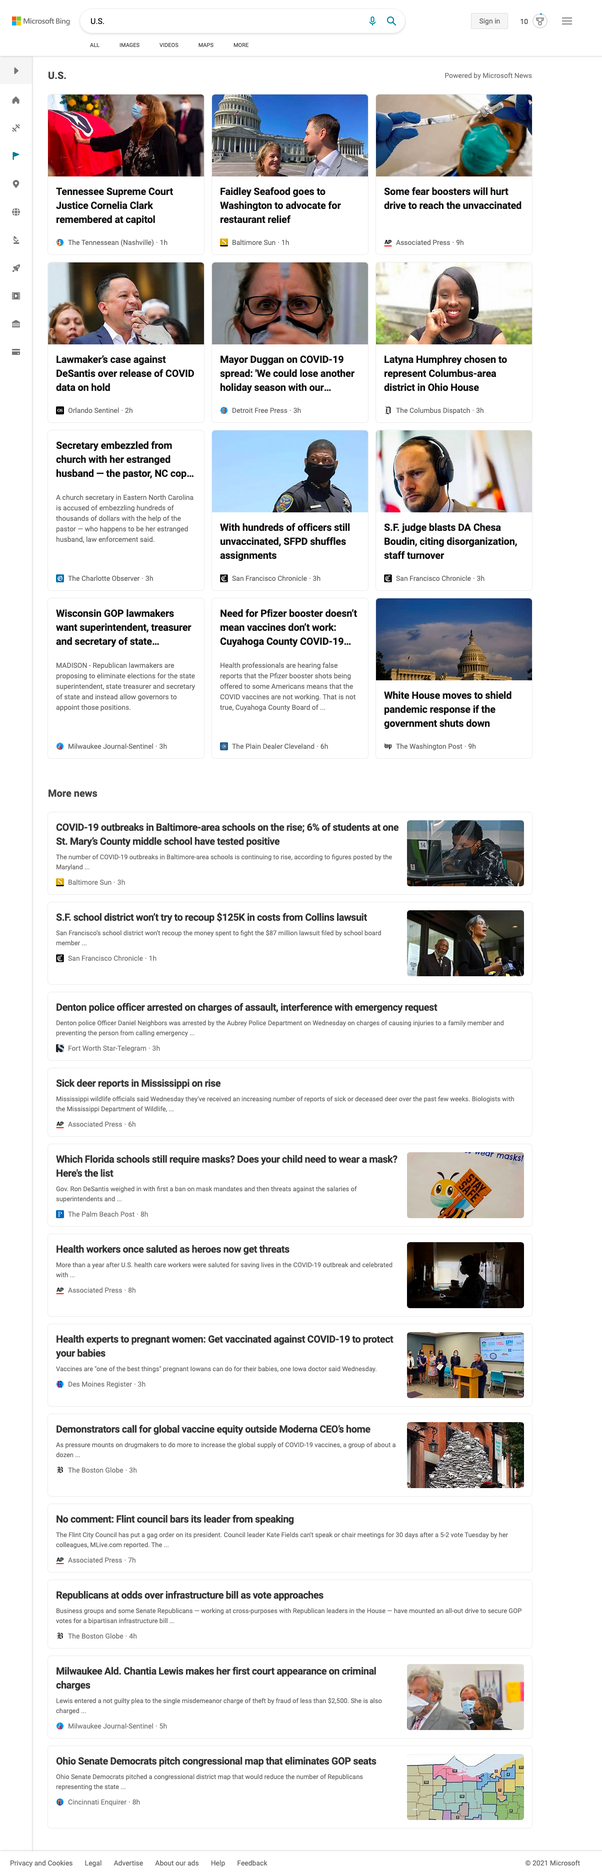 Microsoft Bing
U.S.
Sign in
10
ALL
IMAGES
VIDEOS
MAPS
MORE
U.S.
Powered by Microsoft News
Tennessee Supreme Court
Justice Cornelia Clark
remembered at capitol
The Tennessean (Nashville) · 1h
Faidley Seafood goes to
Washington to advocate for
restaurant relief
Baltimore Sun · 1h
Some fear boosters will hurt
drive to reach the unvaccinated
AP Associated Press · 9h
Lawmaker's case against
DeSantis over release of COVID
data on hold
Orlando Sentinel · 2h
Mayor Duggan on COVID-19
spread: 'We could lose another
holiday season with our...
Detroit Free Press · 3h
Latyna Humphrey chosen to
represent Columbus-area
district in Ohio House
The Columbus Dispatch · 3h
Secretary embezzled from
church with her estranged
husband — the pastor, NC cop...
A church secretary in Eastern North Carolina
is accused of embezzling hundreds of
thousands of dollars with the help of the
pastor — who happens to be her estranged
husband, law enforcement said.
The Charlotte Observer · 3h
With hundreds of officers still
unvaccinated, SFPD shuffles
assignments
San Francisco Chronicle · 3h
S.F. judge blasts DA Chesa
Boudin, citing disorganization,
staff turnover
San Francisco Chronicle · 3h
Wisconsin GOP lawmakers
want superintendent, treasurer
and secretary of state...
MADISON - Republican lawmakers are
proposing to eliminate elections for the state
superintendent, state treasurer and secretary
of state and instead allow governors to
appoint those positions.
Milwaukee Journal-Sentinel · 3h
Need for Pfizer booster doesn't
mean vaccines don't work:
Cuyahoga County COVID-19...
Health professionals are hearing false
reports that the Pfizer booster shots being
offered to some Americans means that the
COVID vaccines are not working. That is not
true, Cuyahoga County Board of ...
The Plain Dealer Cleveland · 6h
White House moves to shield
pandemic response if the
government shuts down
wp The Washington Post · 9h
More news
COVID-19 outbreaks in Baltimore-area schools on the rise; 6% of students at one
St. Mary's County middle school have tested positive
The number of COVID-19 outbreaks in Baltimore-area schools is continuing to rise, according to figures posted by the
Maryland ...
Baltimore Sun · 3h
14
S.F. school district won't try to recoup $125K in costs from Collins lawsuit
San Francisco's school district won't recoup the money spent to fight the $87 million lawsuit filed by school board
member ...
San Francisco Chronicle · 1h
Denton police officer arrested on charges of assault, interference with emergency request
Denton police Officer Daniel Neighbors was arrested by the Aubrey Police Department on Wednesday on charges of causing injuries to a family member and
preventing the person from calling emergency ...
Fort Worth Star-Telegram · 3h
Sick deer reports in Mississippi on rise
Mississippi wildlife officials said Wednesday they've received an increasing number of reports of sick or deceased deer over the past few weeks. Biologists with
the Mississippi Department of Wildlife, ...
AP Associated Press · 6h
Which Florida schools still require masks? Does your child need to wear a mask?
Here's the list
Gov. Ron DeSantis weighed in with first a ban on mask mandates and then threats against the salaries of
superintendents and ...
The Palm Beach Post · 8h
wear masks!
STAY SAFE
Health workers once saluted as heroes now get threats
More than a year after U.S. health care workers were saluted for saving lives in the COVID-19 outbreak and celebrated
with ...
AP Associated Press · 8h
Health experts to pregnant women: Get vaccinated against COVID-19 to protect
your babies
Vaccines are "one of the best things" pregnant Iowans can do for their babies, one Iowa doctor said Wednesday.
Des Moines Register · 3h
Demonstrators call for global vaccine equity outside Moderna CEO's home
As pressure mounts on drugmakers to do more to increase the global supply of COVID-19 vaccines, a group of about a
dozen ...
The Boston Globe · 3h
No comment: Flint council bars its leader from speaking
The Flint City Council has put a gag order on its president. Council leader Kate Fields can't speak or chair meetings for 30 days after a 5-2 vote Tuesday by her
colleagues, MLive.com reported. The ...
AP Associated Press · 7h
Republicans at odds over infrastructure bill as vote approaches
Business groups and some Senate Republicans — working at cross-purposes with Republican leaders in the House — have mounted an all-out drive to secure GOP
votes for a bipartisan infrastructure bill ...
The Boston Globe · 4h
Milwaukee Ald. Chantia Lewis makes her first court appearance on criminal
charges
Lewis entered a not guilty plea to the single misdemeanor charge of theft by fraud of less than $2,500. She is also
charged ...
Milwaukee Journal-Sentinel · 5h
Ohio Senate Democrats pitch congressional map that eliminates GOP seats
Ohio Senate Democrats pitched a congressional district map that would reduce the number of Republicans
representing the state ...
Cincinnati Enquirer · 8h
Privacy and Cookies
Legal
Advertise
About our ads
Help
Feedback
© 2021 Microsoft